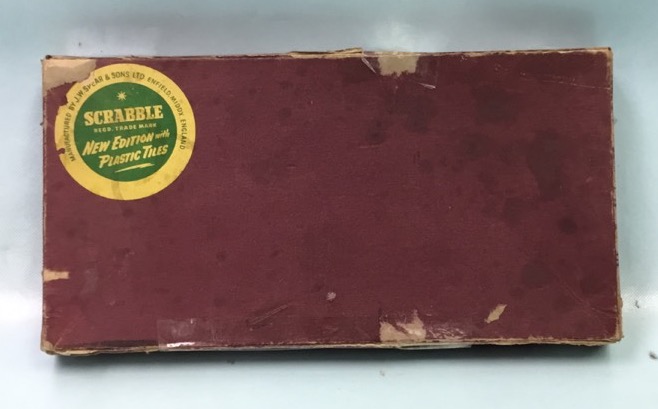 MANUFACTURED BY J.W. SPEAR & SONS LTD ENFIELD, MIDDX ENGLAND
SCRABBLE
REGD. TRADE MARK
NEW EDITION with
PLASTIC TILES